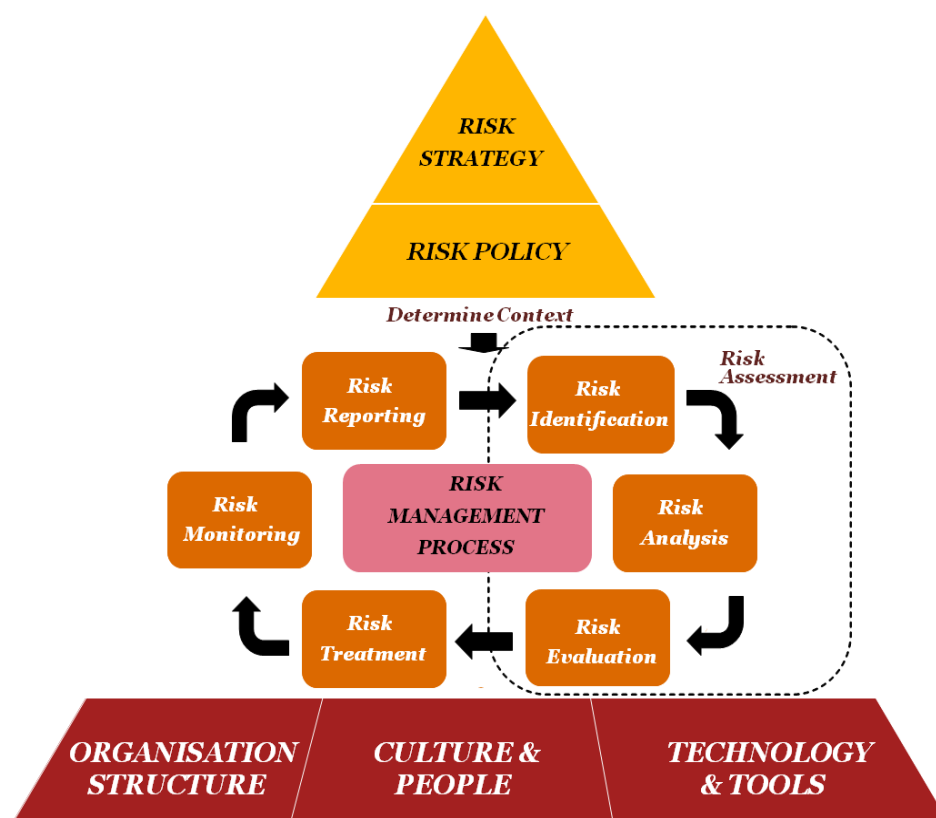 RISK
STRATEGY
RISK POLICY
Determine Context
Risk
Assessment
Risk
Reporting
Risk
Identification
Risk
Monitoring
RISK
MANAGEMENT
PROCESS
Risk
Analysis
Risk
Treatment
Risk
Evaluation
ORGANISATION
STRUCTURE
CULTURE &
PEOPLE
TECHNOLOGY
& TOOLS